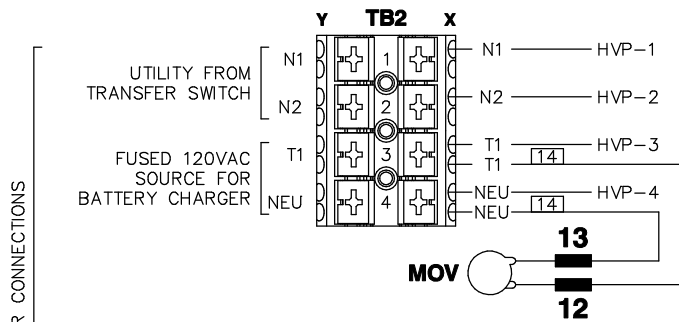 Y TB2 X
N1 1 N1 HVP-1
UTILITY FROM
TRANSFER SWITCH
N2 2 N2 HVP-2
FUSED 120VAC
SOURCE FOR
BATTERY CHARGER
T1 3 T1 HVP-3
T1 14
NEU 4 NEU HVP-4
NEU 14
MOV
13
12
R CONNECTIONS